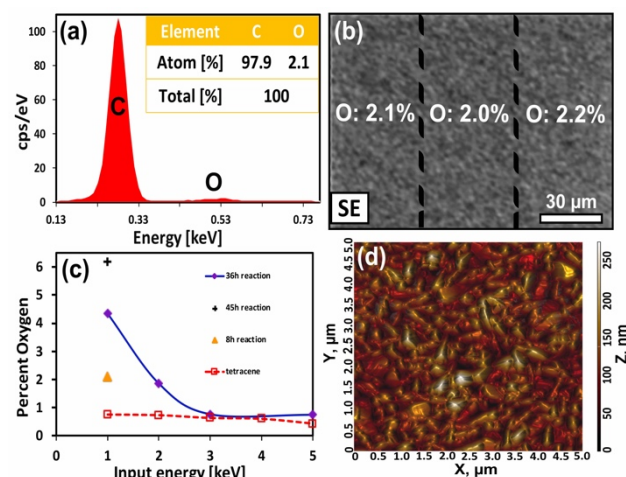 (a)
Element C O
Atom [%] 97.9 2.1
Total [%] 100
cps/eV
100
80
60
40
20
0
C
O
0.13 0.33 0.53 0.73
Energy [keV]
(b)
O: 2.1% O: 2.0% O: 2.2%
SE
30 µm
(c)
Percent Oxygen
6
5
4
3
2
1
0
36h reaction
45h reaction
8h reaction
tetracene
0 1 2 3 4 5
Input energy [keV]
(d)
Y, µm
5.0
4.5
4.0
3.5
3.0
2.5
2.0
1.5
1.0
0.5
0
0 0.5 1.0 1.5 2.0 2.5 3.0 3.5 4.0 4.5 5.0
X, µm
250
200
150
100
50
0
Z, nm